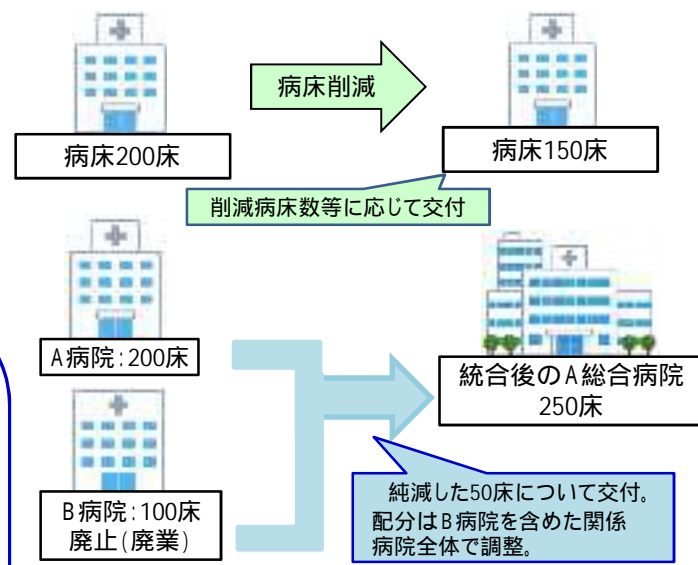 病床削減
病床200床
病床150床
削減病床数等に応じて交付
A病院:200床
統合後のA総合病院
250床
B病院:100床
廃止(廃業)
純減した50床について交付。
配分はB病院を含めた関係
病院全体で調整。